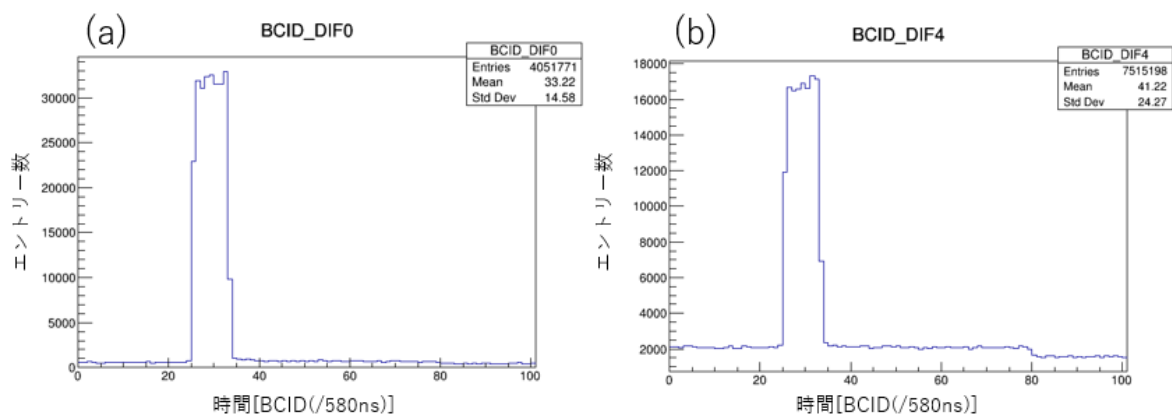 (a)
BCID_DIF0
BCID_DIF0
Entries 4051771
Mean 33.22
Std Dev 14.58
エントリー数
30000
25000
20000
15000
10000
5000
0
0 20 40 60 80 100
時間[BCID(/580ns)]
(b)
BCID_DIF4
BCID_DIF4
Entries 7515198
Mean 41.22
Std Dev 24.27
エントリー数
18000
16000
14000
12000
10000
8000
6000
4000
2000
0 20 40 60 80 100
時間[BCID(/580ns)]